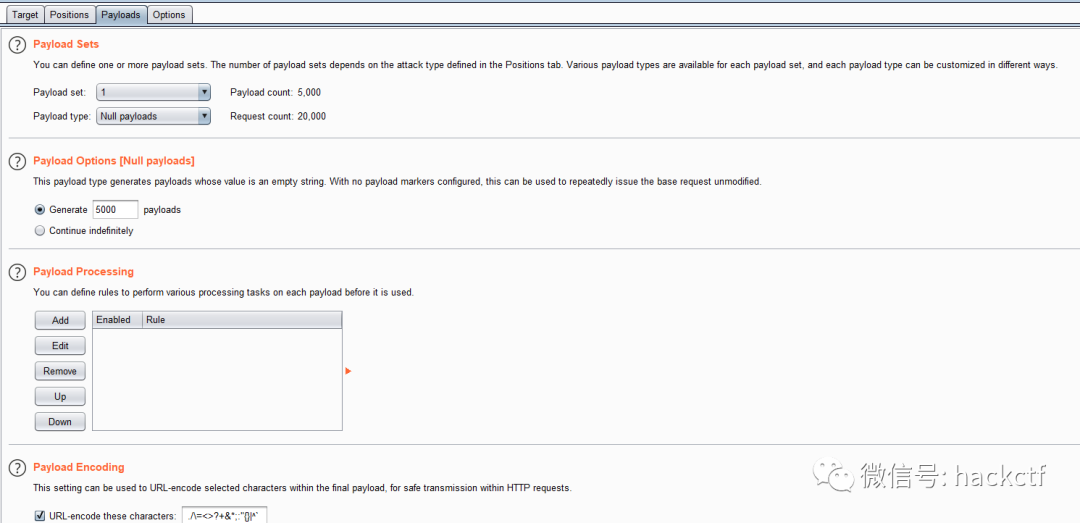 Target Positions Payloads Options
? Payload Sets
You can define one or more payload sets. The number of payload sets depends on the attack type defined in the Positions tab. Various payload types are available for each payload set, and each payload type can be customized in different ways.
Payload set: 1 Payload count: 5,000
Payload type: Null payloads Request count: 20,000
? Payload Options [Null payloads]
This payload type generates payloads whose value is an empty string. With no payload markers configured, this can be used to repeatedly issue the base request unmodified.
Generate 5000 payloads
Continue indefinitely
? Payload Processing
You can define rules to perform various processing tasks on each payload before it is used.
Add Enabled Rule
Edit
Remove
Up
Down
? Payload Encoding
This setting can be used to URL-encode selected characters within the final payload, for safe transmission within HTTP requests.
URL-encode these characters: ./\=<>?+&*;:"{}|^`
微信号: hackctf